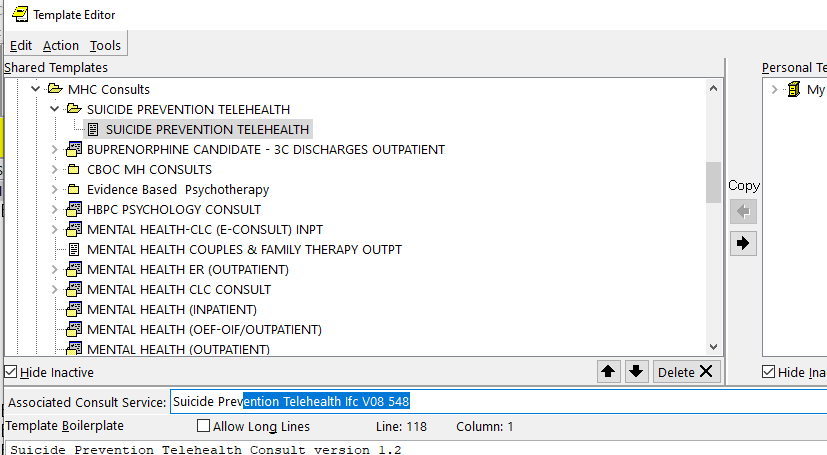 Template Editor
Edit Action Tools
Shared Templates
Personal Te
MHC Consults
My
SUICIDE PREVENTION TELEHEALTH
SUICIDE PREVENTION TELEHEALTH
BUPRENORPHINE CANDIDATE - 3C DISCHARGES OUTPATIENT
CBOC MH CONSULTS
Evidence Based Psychotherapy
Copy
HBPC PSYCHOLOGY CONSULT
MENTAL HEALTH-CLC (E-CONSULT) INPT
MENTAL HEALTH COUPLES & FAMILY THERAPY OUTPT
MENTAL HEALTH ER (OUTPATIENT)
MENTAL HEALTH CLC CONSULT
MENTAL HEALTH (INPATIENT)
MENTAL HEALTH (OEF-OIF/OUTPATIENT)
MENTAL HEALTH (OUTPATIENT)
Hide Inactive
Delete
Hide Ina
Associated Consult Service: Suicide Prevention Telehealth Ifc V08 548
Template Boilerplate Allow Long Lines Line: 118 Column: 1
Suicide Prevention Telehealth Consult version 1.2